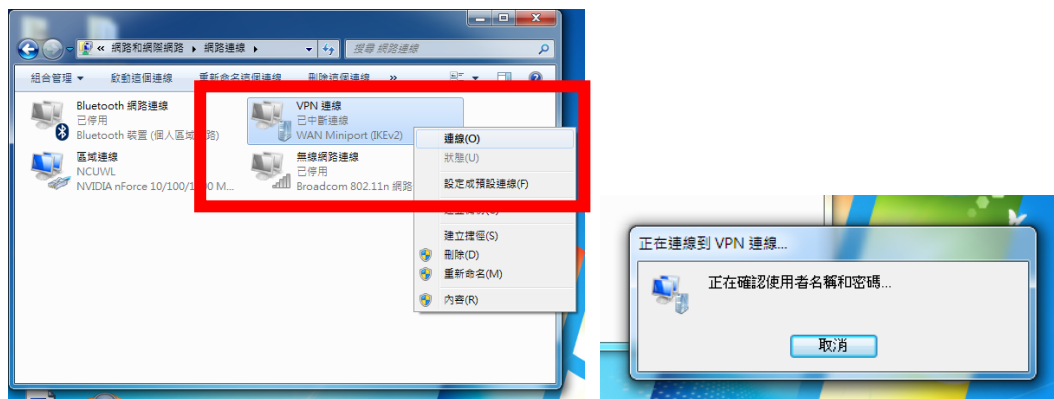 « 網路和網際網路 ▸ 網路連線 ▸
搜尋 網路連線
組合管理 ▼ 啟動這個連線 重新命名這個連線 刪除這個連線 »
Bluetooth 網路連線
已停用
Bluetooth 裝置 (個人區域
路)
VPN 連線
已中斷連線
WAN Miniport (IKEv2)
區域連線
NCUWL
NVIDIA nForce 10/100/
0 M...
無線網路連線
已停用
Broadcom 802.11n 網路
連線(O)
狀態(U)
設定成預設連線(F)
建立捷徑(S)
刪除(D)
重新命名(M)
內容(R)
正在連線到 VPN 連線...
正在確認使用者名稱和密碼...
取消